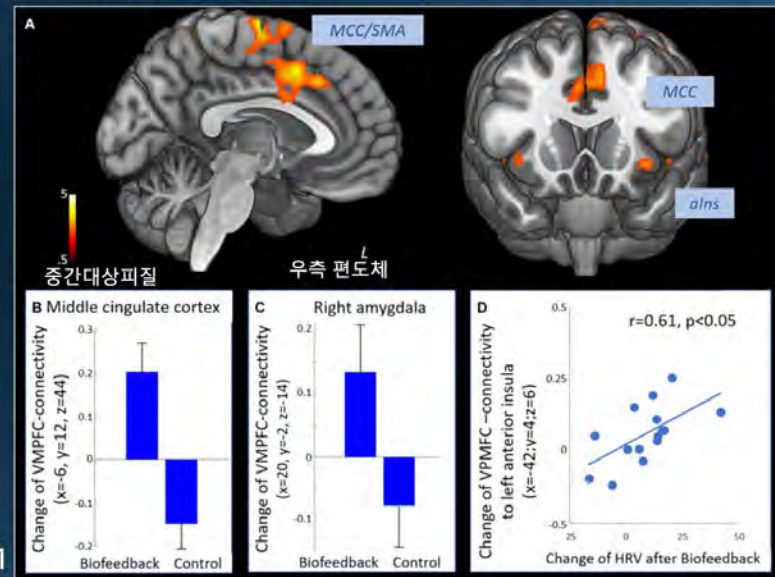 A
MCC/SMA
MCC
aIns
5
.5
L
중간대상피질
우측 편도체
B Middle cingulate cortex
Change of VMPFC-connectivity
(x=-6, y=12, z=44)
0.3
0.2
0.1
0
-0.1
-0.2
Biofeedback Control
C Right amygdala
Change of VMPFC-connectivity
(x=20, y=-2, z=-14)
0.2
0.1
0
-0.1
Biofeedback Control
D
r=0.61, p<0.05
Change of VPMFC –connectivity
to left anterior insula
(x=-42;y=4;z=6)
0.5
0.25
0
-0.5
25 0 25 50
Change of HRV after Biofeedback